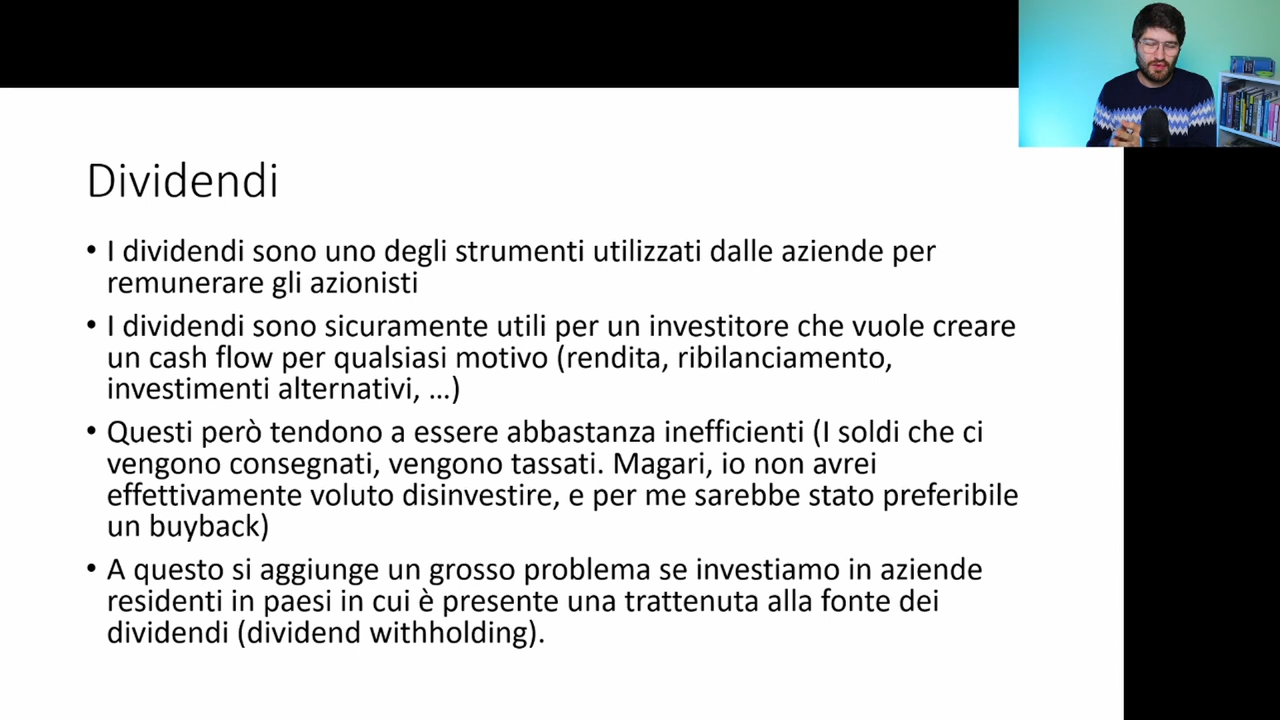 Dividendi
• I dividendi sono uno degli strumenti utilizzati dalle aziende per
remunerare gli azionisti
• I dividendi sono sicuramente utili per un investitore che vuole creare
un cash flow per qualsiasi motivo (rendita, ribilanciamento,
investimenti alternativi, …)
• Questi però tendono a essere abbastanza inefficienti (I soldi che ci
vengono consegnati, vengono tassati. Magari, io non avrei
effettivamente voluto disinvestire, e per me sarebbe stato preferibile
un buyback)
• A questo si aggiunge un grosso problema se investiamo in aziende
residenti in paesi in cui è presente una trattenuta alla fonte dei
dividendi (dividend withholding).